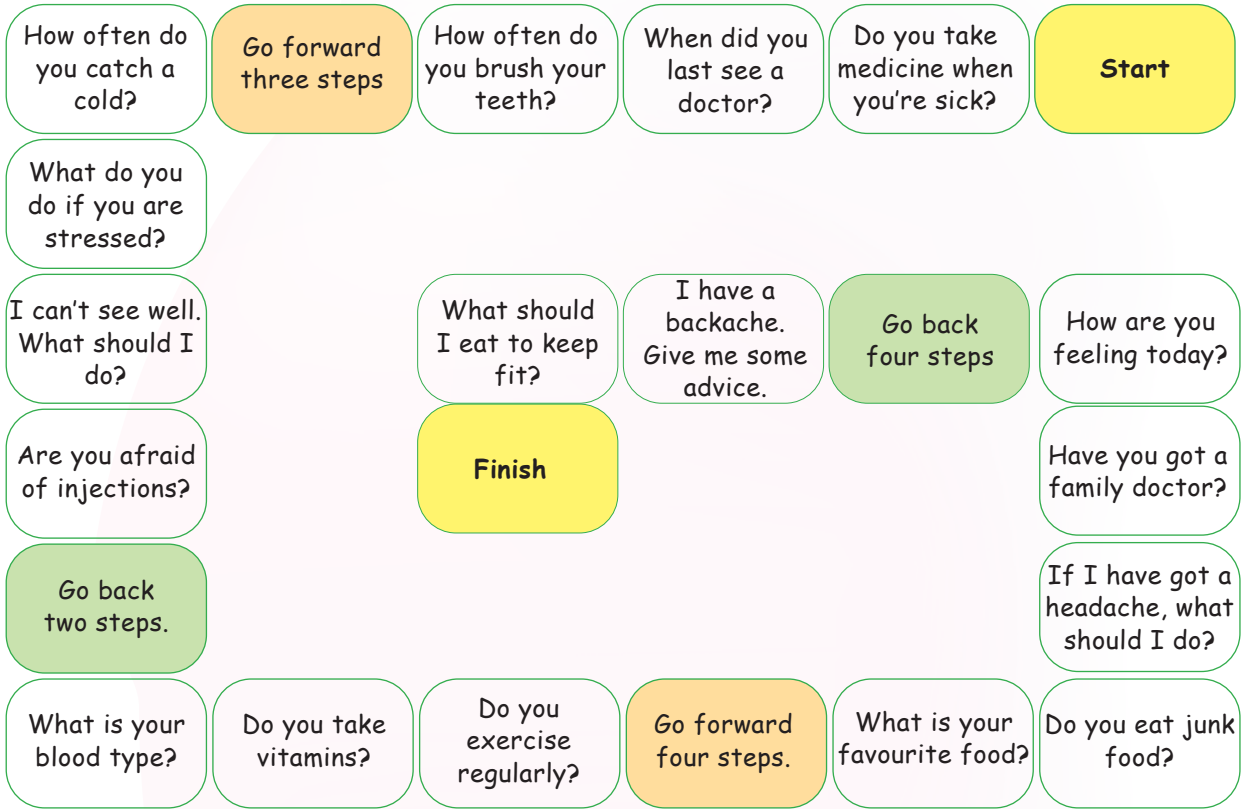 How often do
you catch a
cold?
Go forward
three steps
How often do
you brush your
teeth?
When did you
last see a
doctor?
Do you take
medicine when
you're sick?
Start
What do you
do if you are
stressed?
I can't see well.
What should I
do?
What should
I eat to keep
fit?
I have a
backache.
Give me some
advice.
Go back
four steps
How are you
feeling today?
Are you afraid
of injections?
Finish
Have you got a
family doctor?
Go back
two steps.
If I have got a
headache, what
should I do?
What is your
blood type?
Do you take
vitamins?
Do you
exercise
regularly?
Go forward
four steps.
What is your
favourite food?
Do you eat junk
food?